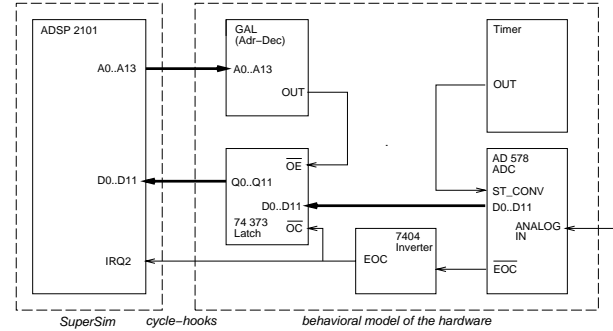 ADSP 2101
A0..A13
D0..D11
IRQ2
GAL
(Adr-Dec)
A0..A13
OUT
Timer
OUT
OE
Q0..Q11
D0..D11
74 373
Latch
OC
7404
Inverter
EOC
AD 578
ADC
ST_CONV
D0..D11
ANALOG
IN
EOC
SuperSim
cycle-hooks
behavioral model of the hardware